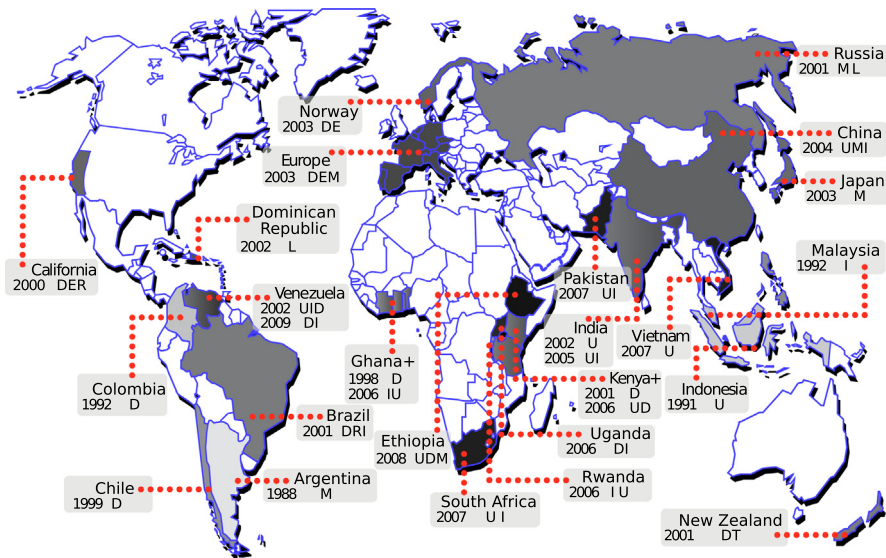 Russia
2001 M L
Norway
2003 DE
China
2004 UMI
Europe
2003 DEM
Japan
2003 M
Dominican
Republic
2002 L
Malaysia
1992 I
California
2000 DER
Pakistan
2007 UI
Venezuela
2002 UID
2009 DI
India
2002 U
2005 UI
Vietnam
2007 U
Ghana+
1998 D
2006 IU
Colombia
1992 D
Kenya+
2001 D
2006 UD
Indonesia
1991 U
Brazil
2001 DRI
Ethiopia
2008 UDM
Uganda
2006 DI
Chile
1999 D
Argentina
1988 M
Rwanda
2006 I U
South Africa
2007 U I
New Zealand
2001 DT